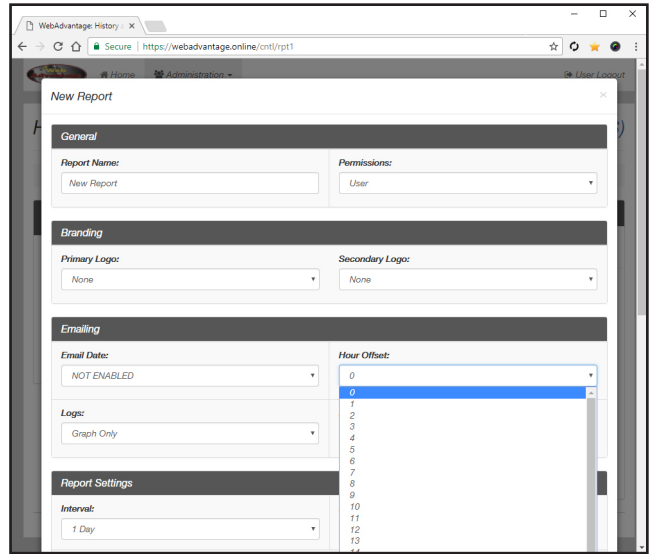 WebAdvantage: History a
Secure https://webadvantage.online/cntl/rpt1
Home Administration User Logout
New Report ×
General
Report Name: Permissions:
New Report User
Branding
Primary Logo: Secondary Logo:
None None
Emailing
Email Date: Hour Offset:
NOT ENABLED 0
0
1
Logs:
2
3
Graph Only
4
5
6
7
Report Settings
8
9
Interval:
10
11
1 Day
12
13
14